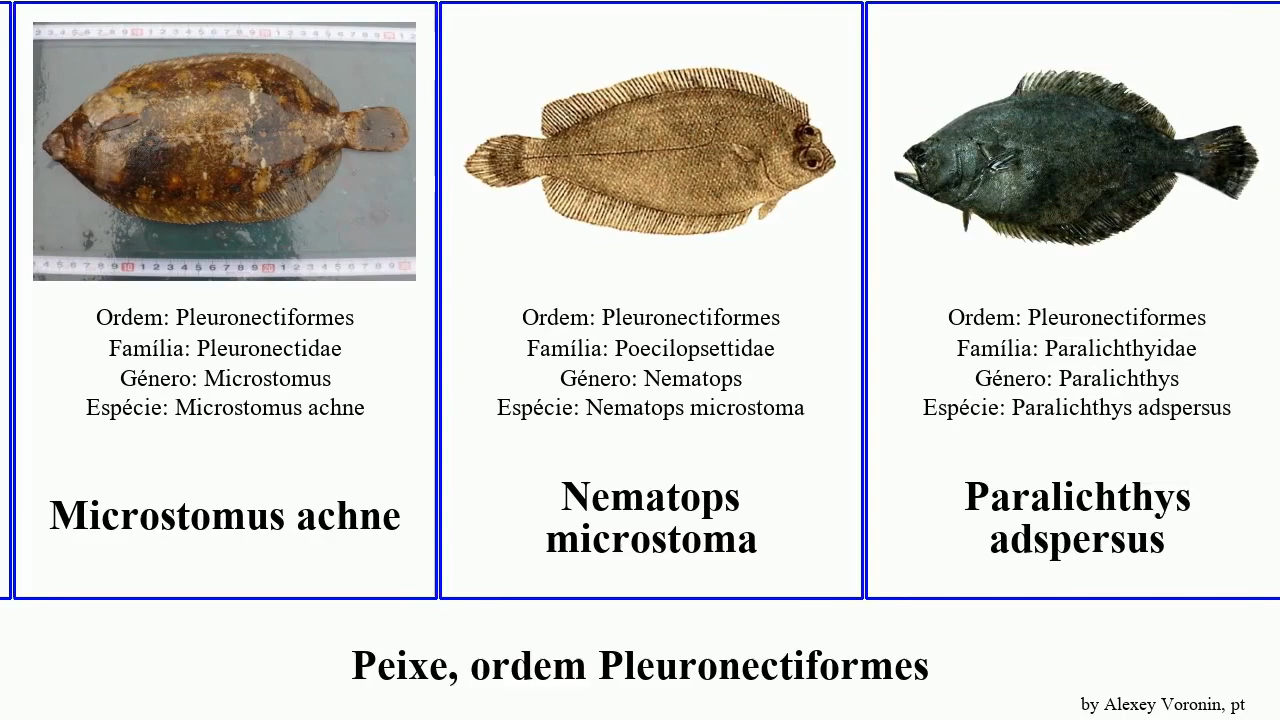 Ordem: Pleuronectiformes
Família: Pleuronectidae
Género: Microstomus
Espécie: Microstomus achne
Microstomus achne
Ordem: Pleuronectiformes
Família: Poecilopsettidae
Género: Nematops
Espécie: Nematops microstoma
Nematops
microstoma
Ordem: Pleuronectiformes
Família: Paralichthyidae
Género: Paralichthys
Espécie: Paralichthys adspersus
Paralichthys
adspersus
Peixe, ordem Pleuronectiformes
by Alexey Voronin, pt